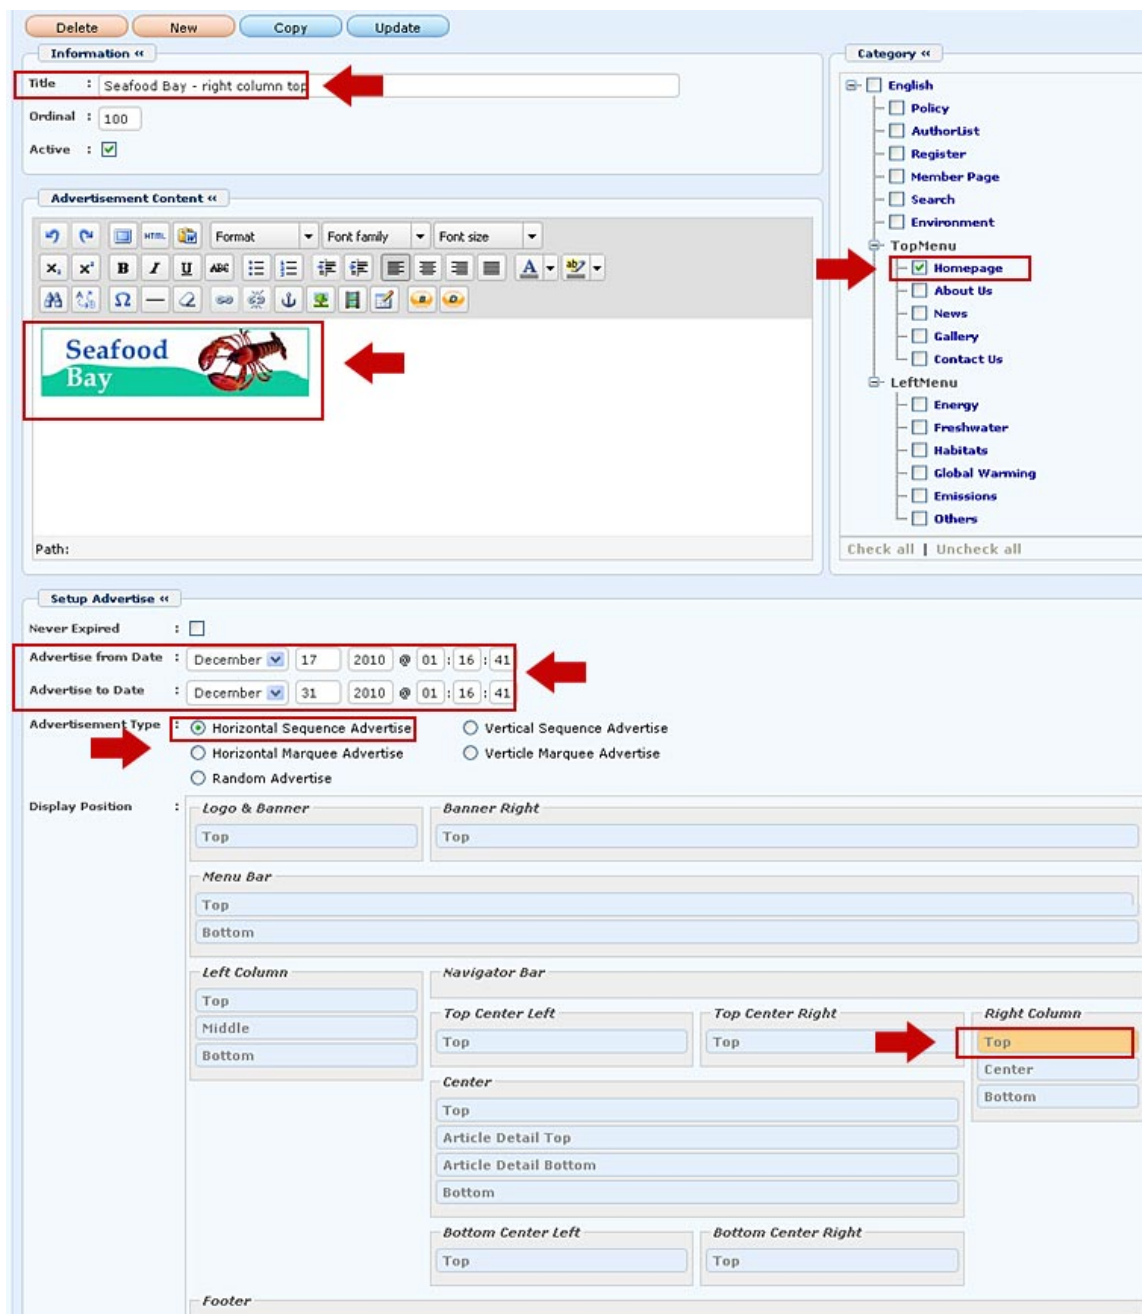 Delete New Copy Update
Information «
Title : Seafood Bay - right column top
Ordinal : 100
Active :
Advertisement Content «
HTML Format Font family Font size
B I U ABC A ab
Seafood
Bay
Path:
Category «
English
Policy
AuthorList
Register
Member Page
Search
Environment
TopMenu
Homepage
About Us
News
Gallery
Contact Us
LeftMenu
Energy
Freshwater
Habitats
Global Warming
Emissions
Others
Check all | Uncheck all
Setup Advertise «
Never Expired :
Advertise from Date : December 17 2010 @ 01 : 16 : 41
Advertise to Date : December 31 2010 @ 01 : 16 : 41
Advertisement Type : Horizontal Sequence Advertise Vertical Sequence Advertise
Horizontal Marquee Advertise Verticle Marquee Advertise
Random Advertise
Display Position : Logo & Banner Banner Right
Top Top
Menu Bar
Top
Bottom
Left Column Navigator Bar
Top
Middle
Bottom
Top Center Left Top Center Right Right Column
Top Top Top
Center
Bottom
Center
Top
Article Detail Top
Article Detail Bottom
Bottom
Bottom Center Left Bottom Center Right
Top Top
Footer